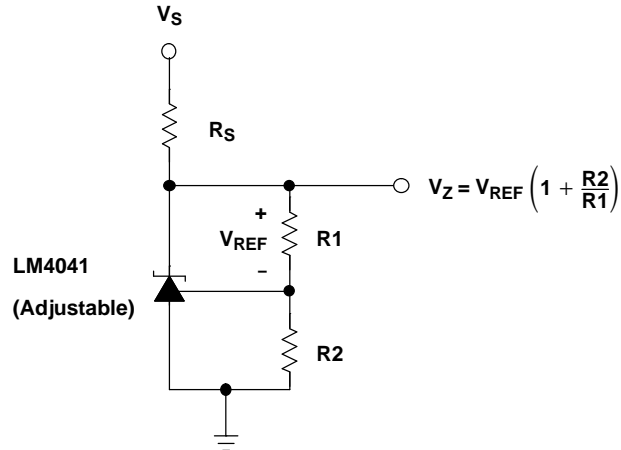 VS
RS
VZ = VREF (1 + R2/R1)
+
VREF
R1
−
LM4041
(Adjustable)
R2